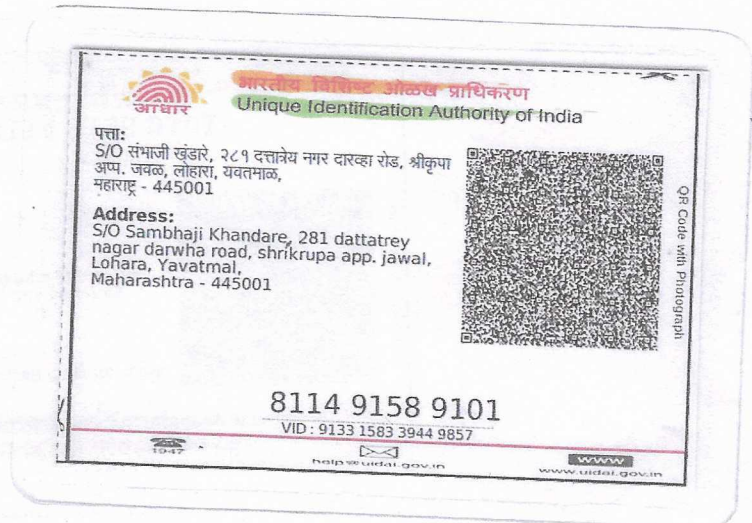 आधार
भारतीय विशिष्ट ओळख प्राधिकरण
Unique Identification Authority of India
पत्ता:
S/O संभाजी खंडारे, २८१ दत्तात्रेय नगर दारव्हा रोड, श्रीकृपा
अप्प. जवळ, लोहारा, यवतमाळ,
महाराष्ट्र - 445001
Address:
S/O Sambhaji Khandare, 281 dattatrey
nagar darwha road, shrikrupa app. jawal,
Lohara, Yavatmal,
Maharashtra - 445001
QR Code with Photograph
8114 9158 9101
VID : 9133 1583 3944 9857
1947
help@uidai.gov.in
www
www.uidai.gov.in